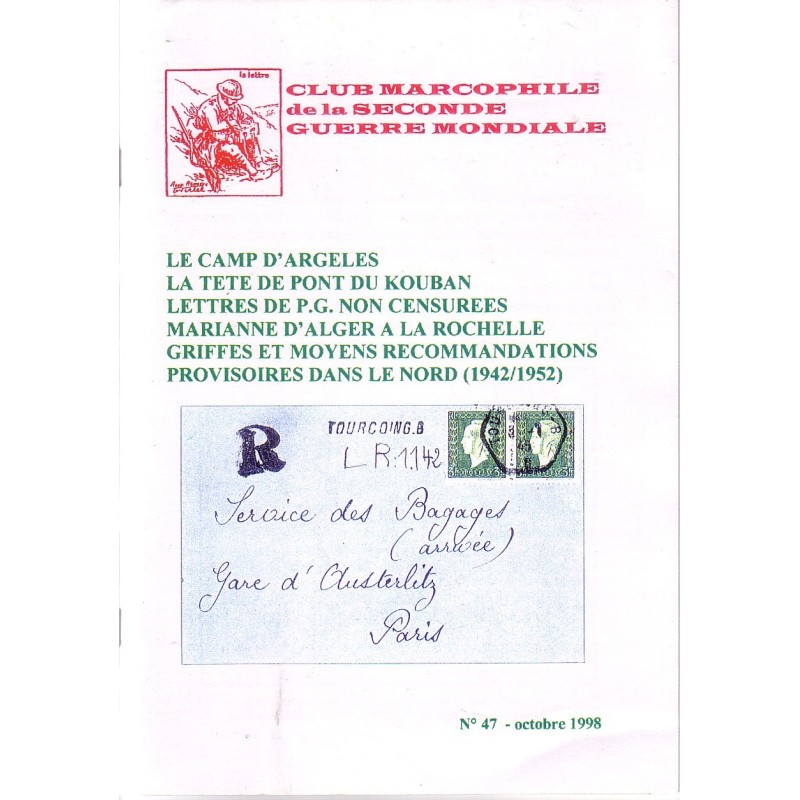 la lettre
CLUB MARCOPHILE
de la SECONDE
GUERRE MONDIALE
LE CAMP D'ARGELES
LA TETE DE PONT DU KOUBAN
LETTRES DE P.G. NON CENSUREES
MARIANNE D'ALGER A LA ROCHELLE
GRIFFES ET MOYENS RECOMMANDATIONS
PROVISOIRES DANS LE NORD (1942/1952)
R
TOURCOING.B
L R:1.142
Service des Bagages
(arrivée)
Gare d'Austerlitz
Paris
N° 47 - octobre 1998